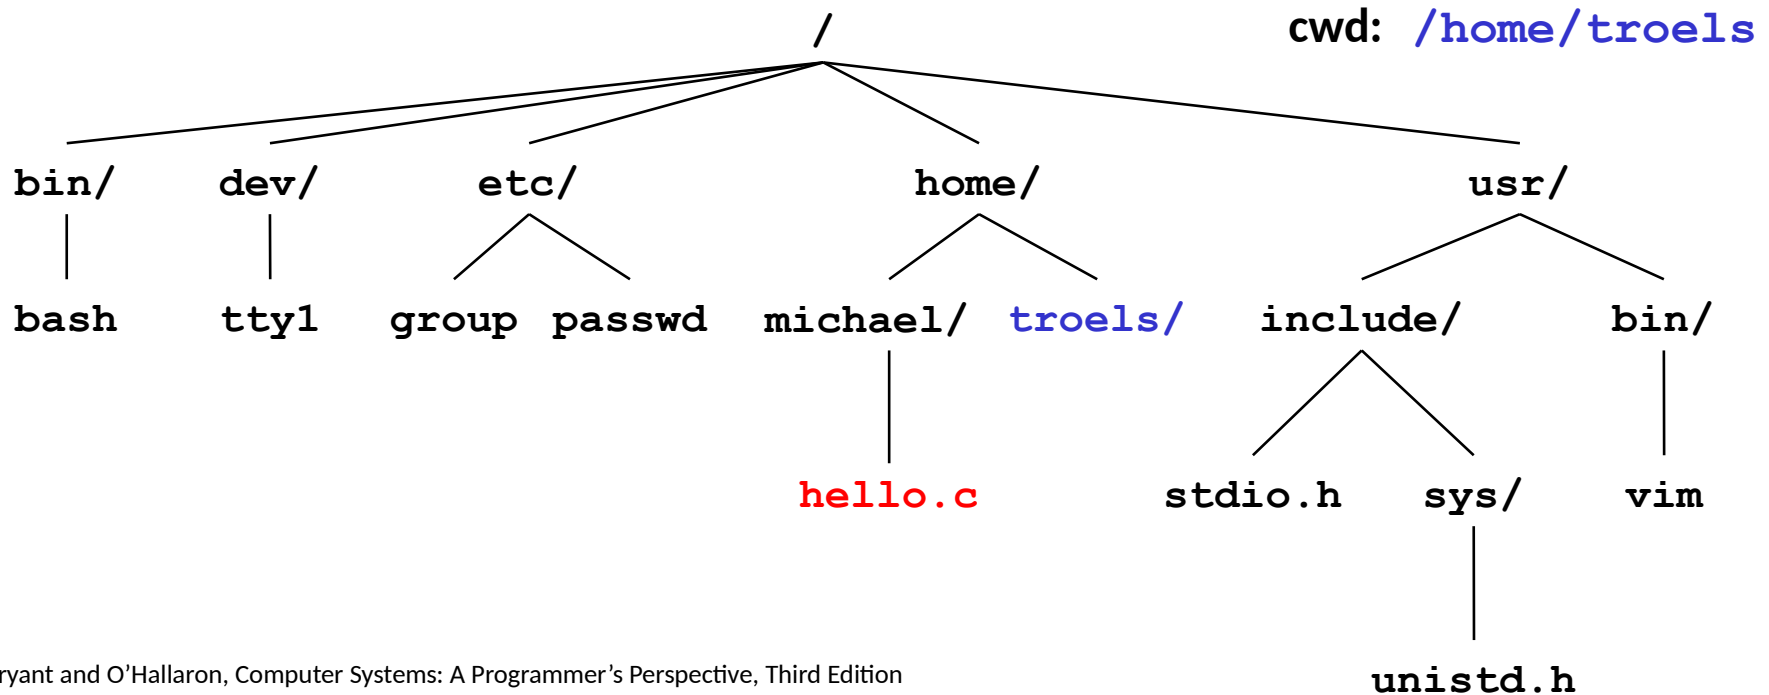 /
cwd: /home/troels
bin/ dev/ etc/ home/ usr/
bash tty1 group passwd michael/ troels/ include/ bin/
hello.c stdio.h sys/ vim
ryant and O’Hallaron, Computer Systems: A Programmer’s Perspective, Third Edition
unistd.h